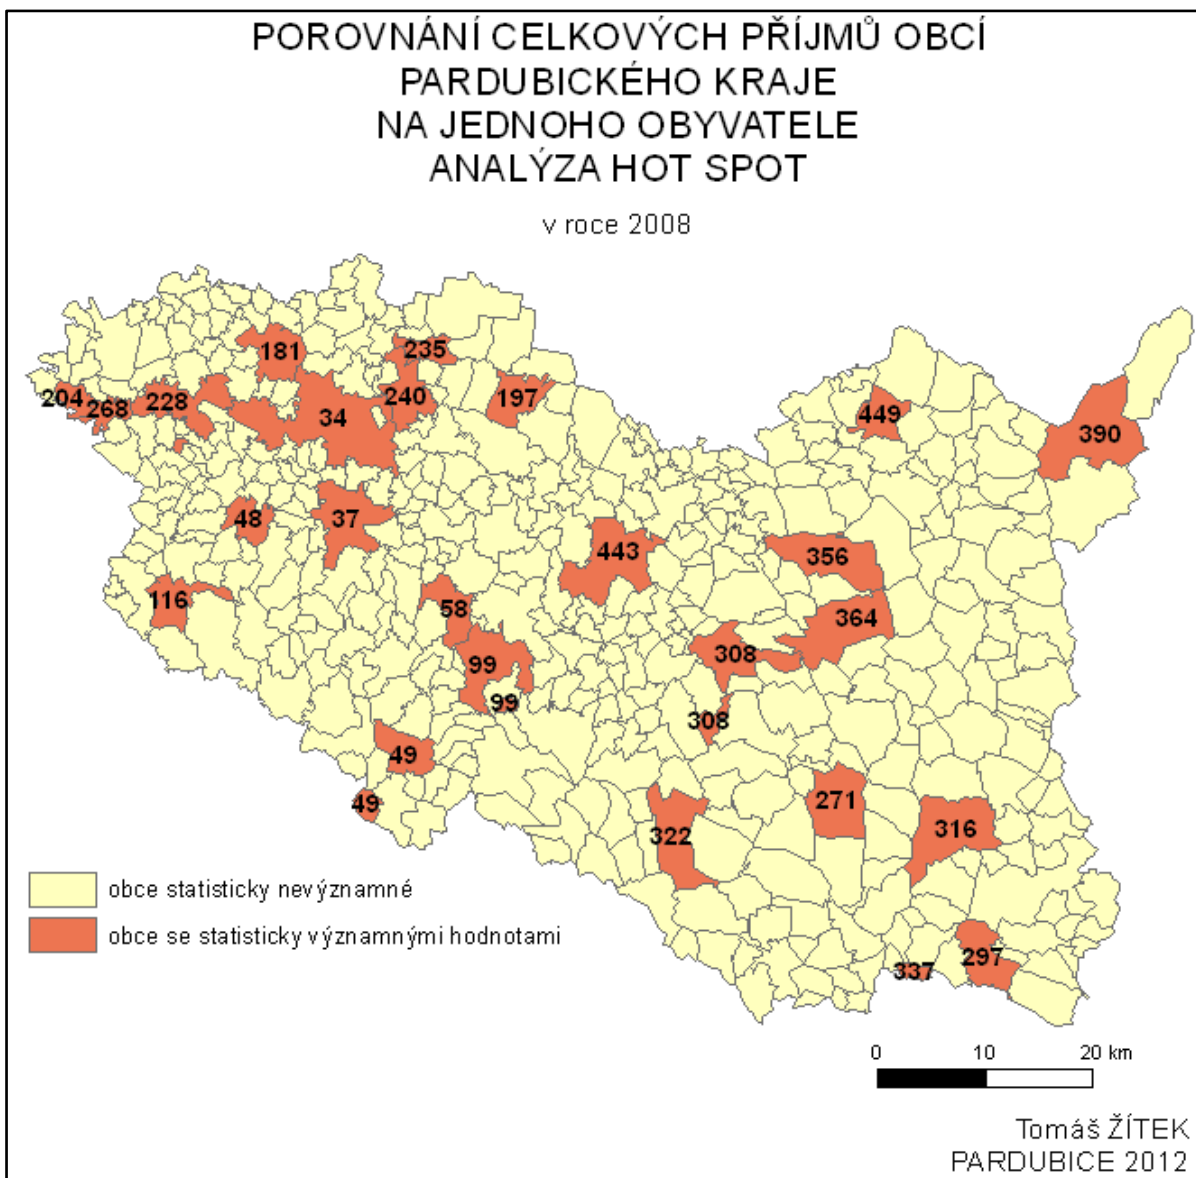 POROVNÁNÍ CELKOVÝCH PŘÍJMŮ OBCÍ
PARDUBICKÉHO KRAJE
NA JEDNOHO OBYVATELE
ANALÝZA HOT SPOT
v roce 2008
181
235
204
268
228
240
197
34
449
390
48
37
443
356
116
58
364
99
308
99
308
49
49
271
322
316
297
337
obce statisticky nevýznamné
obce se statisticky významnými hodnotami
0 10 20 km
Tomáš ŽÍTEK
PARDUBICE 2012